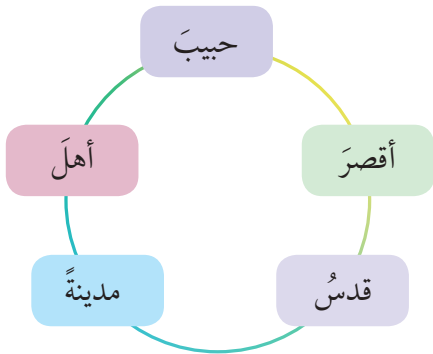 حبيبَ
أقصرَ
أهلَ
قدسُ
مدينةً